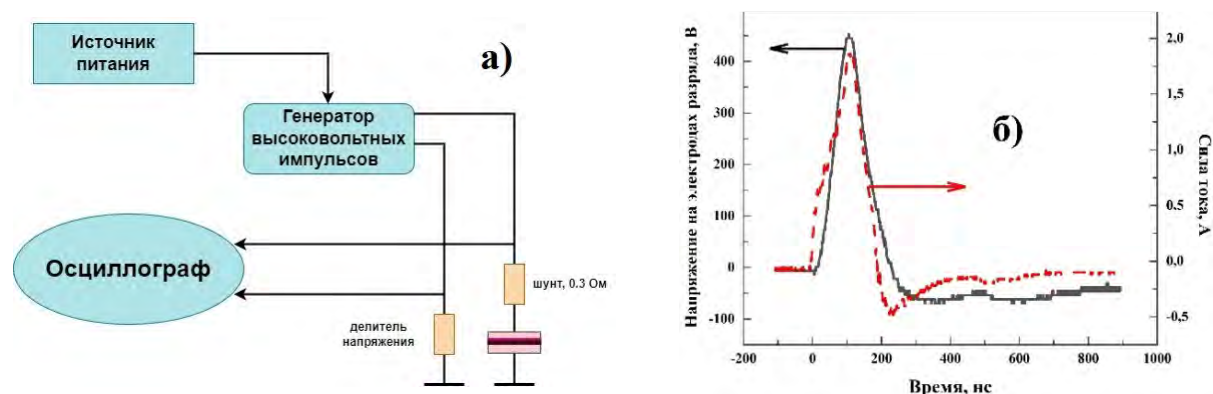 Источник
питания
а)
Генератор
высоковольтных
импульсов
Осциллограф
шунт, 0.3 Ом
делитель
напряжения
б)
Напряжение на электродах разряда, В
400
300
200
100
0
-100
-200
0
200
400
600
800
1000
Время, нс
2,0
1,5
1,0
0,5
0,0
-0,5
Сила тока, А